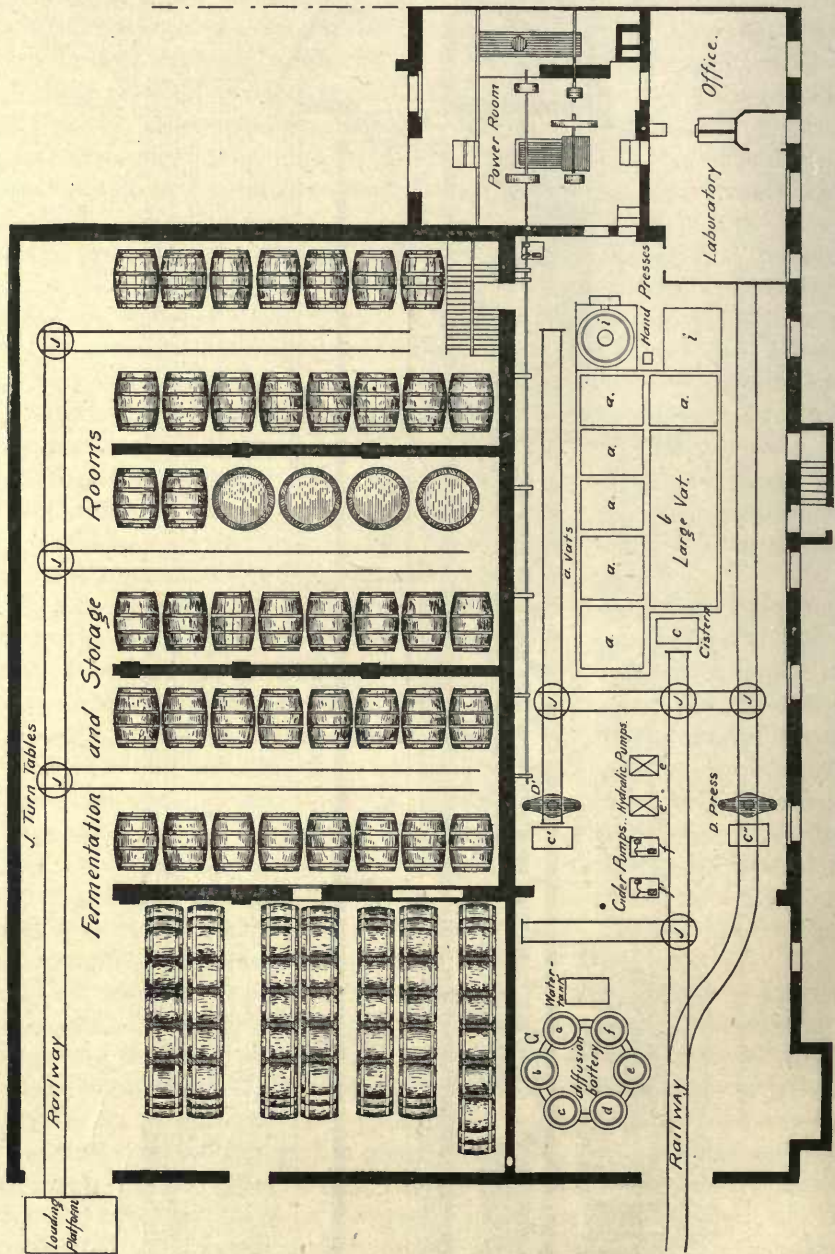 J. Turn Tables
Railway
Loading
Platform
Fermentation and Storage Rooms
J
J
J
Power Room
Office.
Laboratory
Hand Presses
i
i
a. Vats
a.
a.
a
a.
a.
a.
b
Large Vat.
c
Cistern
J
J
J
D'
C'
Cider Pumps.. Hydralic Pumps.
f'
f
e'
e
D. Press
C"
J
Water-
tank
G
diffusion
battery
a
b
c
d
e
f
RAILWAY